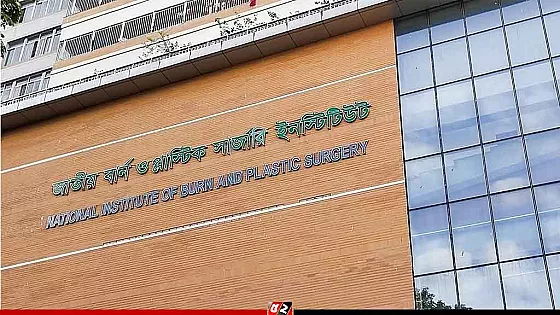 জাতীয় বার্ন ও প্লাস্টিক সার্জারি ইনস্টিটিউট
NATIONAL INSTITUTE OF BURN AND PLASTIC SURGERY